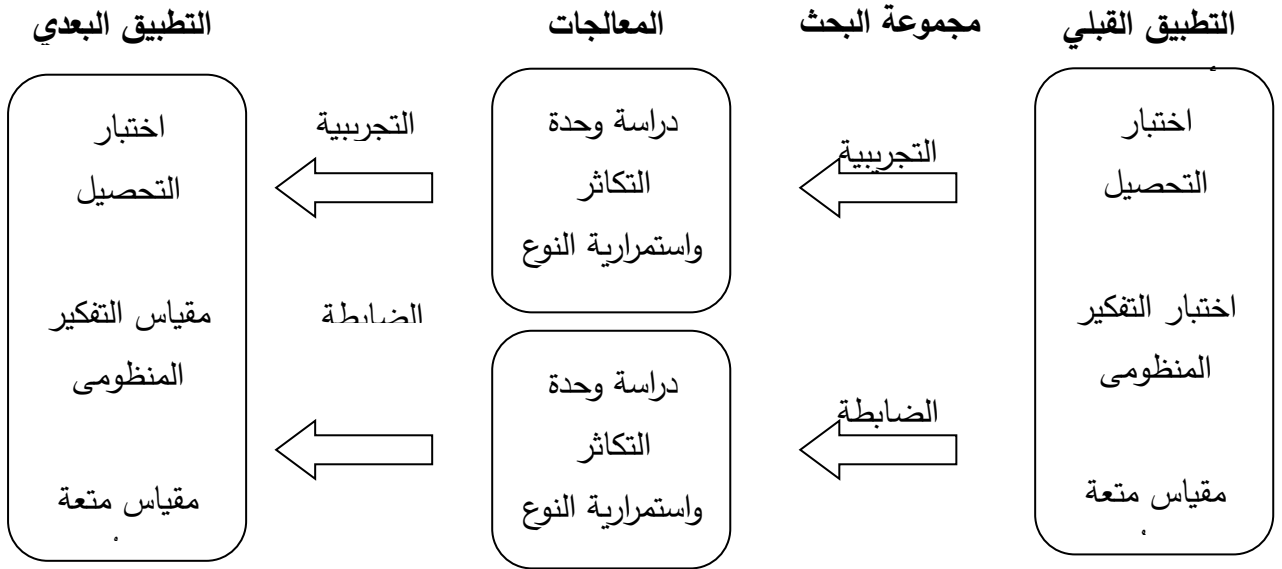 التطبيق القبلي
مجموعة البحث
المعالجات
التطبيق البعدي
اختبار
التحصيل
اختبار التفكير
المنظومى
مقياس متعة
التجريبية
الضابطة
دراسة وحدة
التكاثر
واستمرارية النوع
دراسة وحدة
التكاثر
واستمرارية النوع
التجريبية
الضابطة
اختبار
التحصيل
مقياس التفكير
المنظومى
مقياس متعة